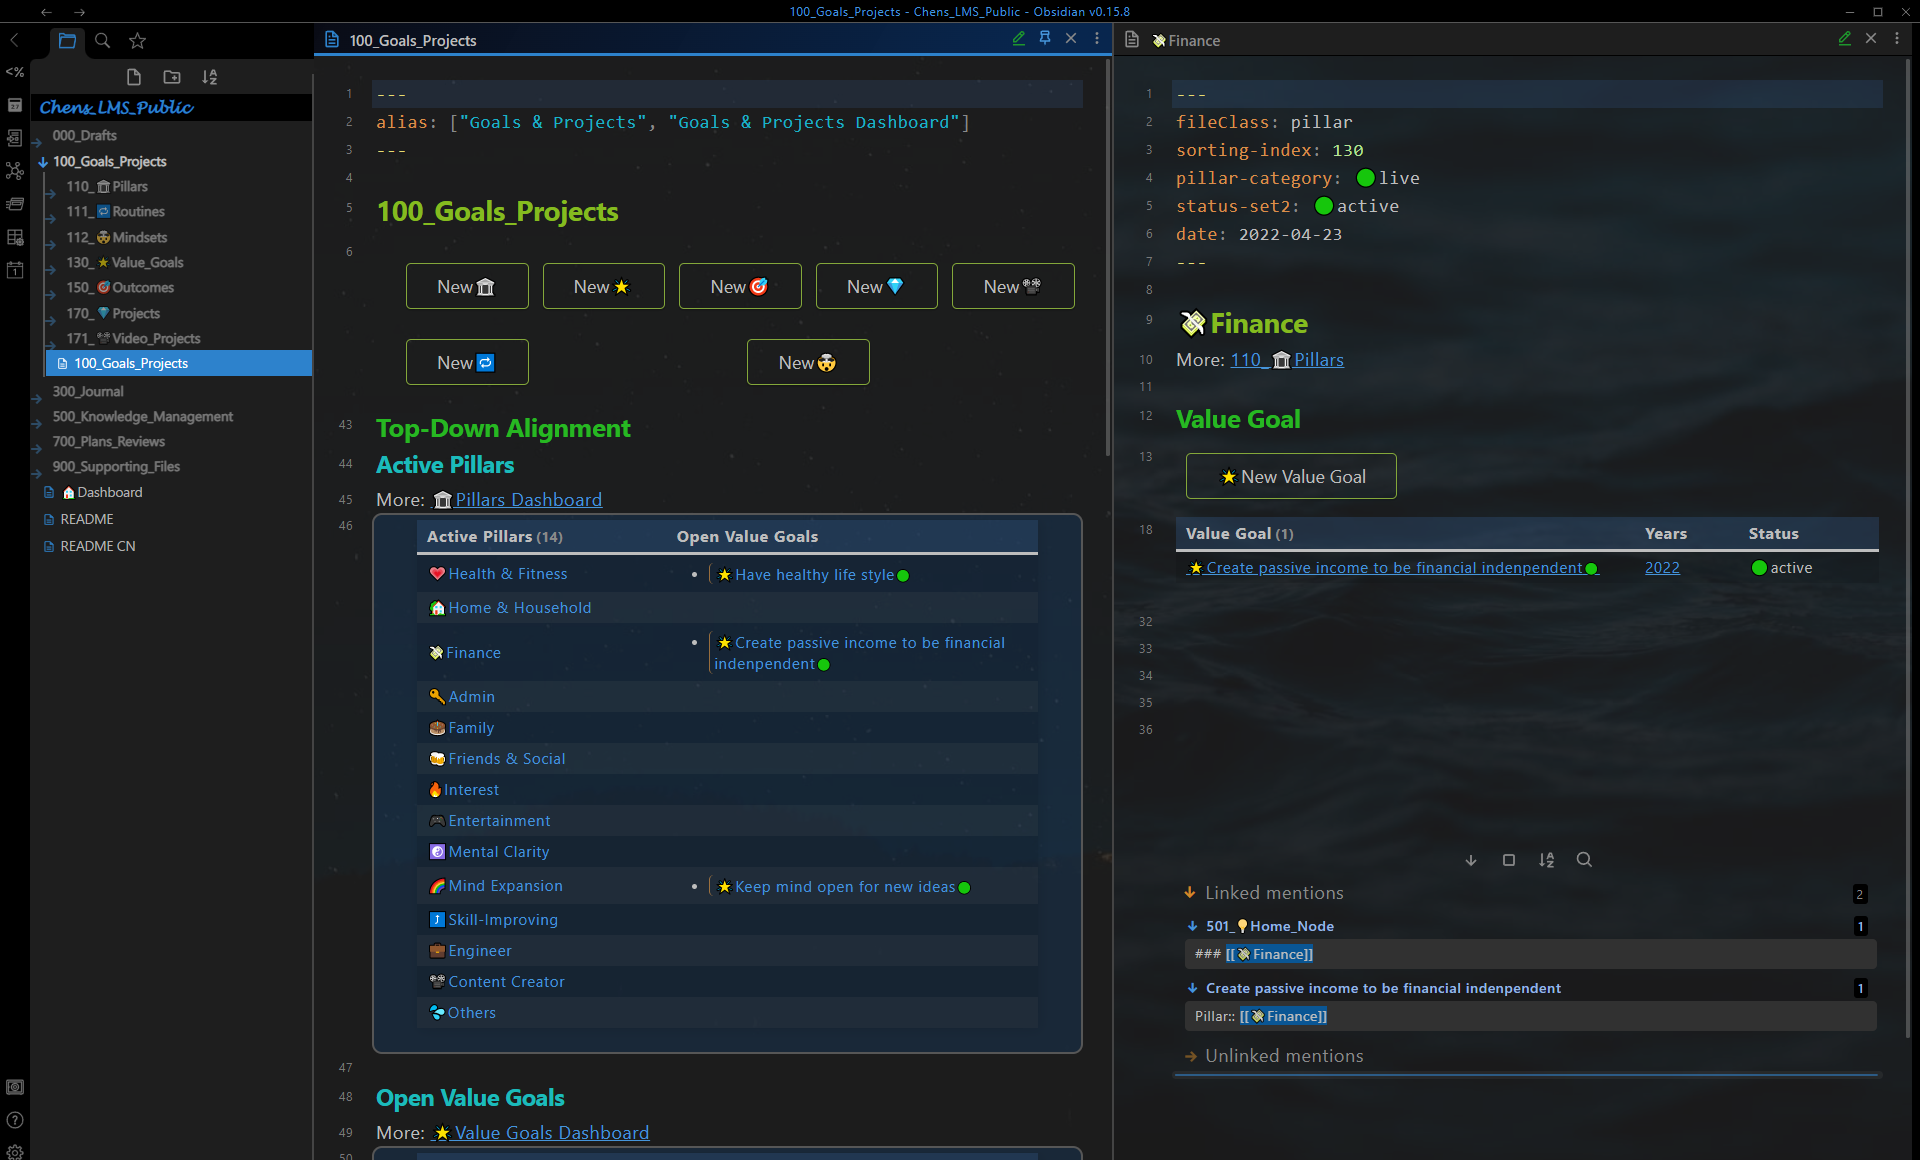 100_Goals_Projects - Chens_LMS_Public - Obsidian v0.15.8
Chens_LMS_Public
000_Drafts
100_Goals_Projects
110_🏛Pillars
111_🔁Routines
112_🤯Mindsets
130_⭐Value_Goals
150_🎯Outcomes
170_💎Projects
171_📽Video_Projects
100_Goals_Projects
300_Journal
500_Knowledge_Management
700_Plans_Reviews
900_Supporting_Files
🏠Dashboard
README
README CN
100_Goals_Projects
1 ---
2 alias: ["Goals & Projects", "Goals & Projects Dashboard"]
3 ---
4
5 100_Goals_Projects
6
New🏛 New⭐ New🎯 New💎 New📽
New🔁 New🤯
43 Top-Down Alignment
44 Active Pillars
45 More: 🏛Pillars Dashboard
46
Active Pillars (14) Open Value Goals
❤Health & Fitness • ⭐Have healthy life style🟢
🏡Home & Household
💸Finance • ⭐Create passive income to be financial
indenpendent🟢
🔑Admin
🎂Family
🍻Friends & Social
🔥Interest
🎮Entertainment
☯Mental Clarity
🌈Mind Expansion • ⭐Keep mind open for new ideas🟢
⤴Skill-Improving
💼Engineer
📽Content Creator
💦Others
47
48 Open Value Goals
49 More: ⭐Value Goals Dashboard
50
💸Finance
1 ---
2 fileClass: pillar
3 sorting-index: 130
4 pillar-category: 🟢live
5 status-set2: 🟢active
6 date: 2022-04-23
7 ---
8
9 💸Finance
10 More: 110_🏛Pillars
11
12 Value Goal
13 ⭐New Value Goal
18 Value Goal (1) Years Status
⭐Create passive income to be financial indenpendent🟢 2022 🟢active
32
33
34
35
36
Linked mentions 2
501_💡Home_Node 1
### [[💸Finance]]
Create passive income to be financial indenpendent 1
Pillar:: [[💸Finance]]
Unlinked mentions